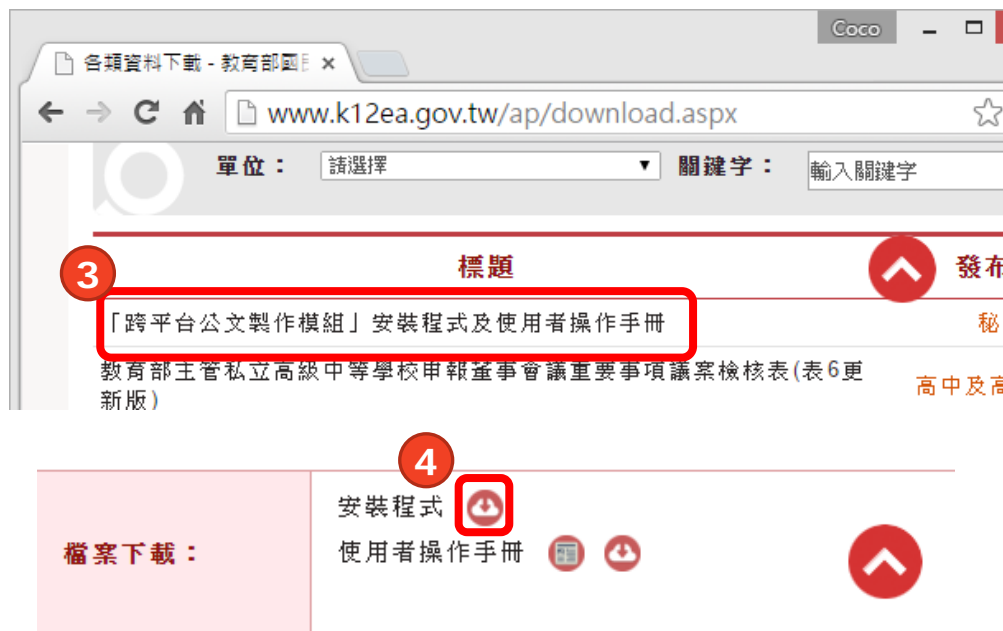 Coco
各類資料下載 - 教育部國
www.k12ea.gov.tw/ap/download.aspx
單位： 請選擇 關鍵字： 輸入關鍵字
3
標題 發布
「跨平台公文製作模組」安裝程式及使用者操作手冊 秘
教育部主管私立高級中等學校申報董事會議重要事項議案檢核表(表6更
新版) 高中及高
4
安裝程式
檔案下載：
使用者操作手冊